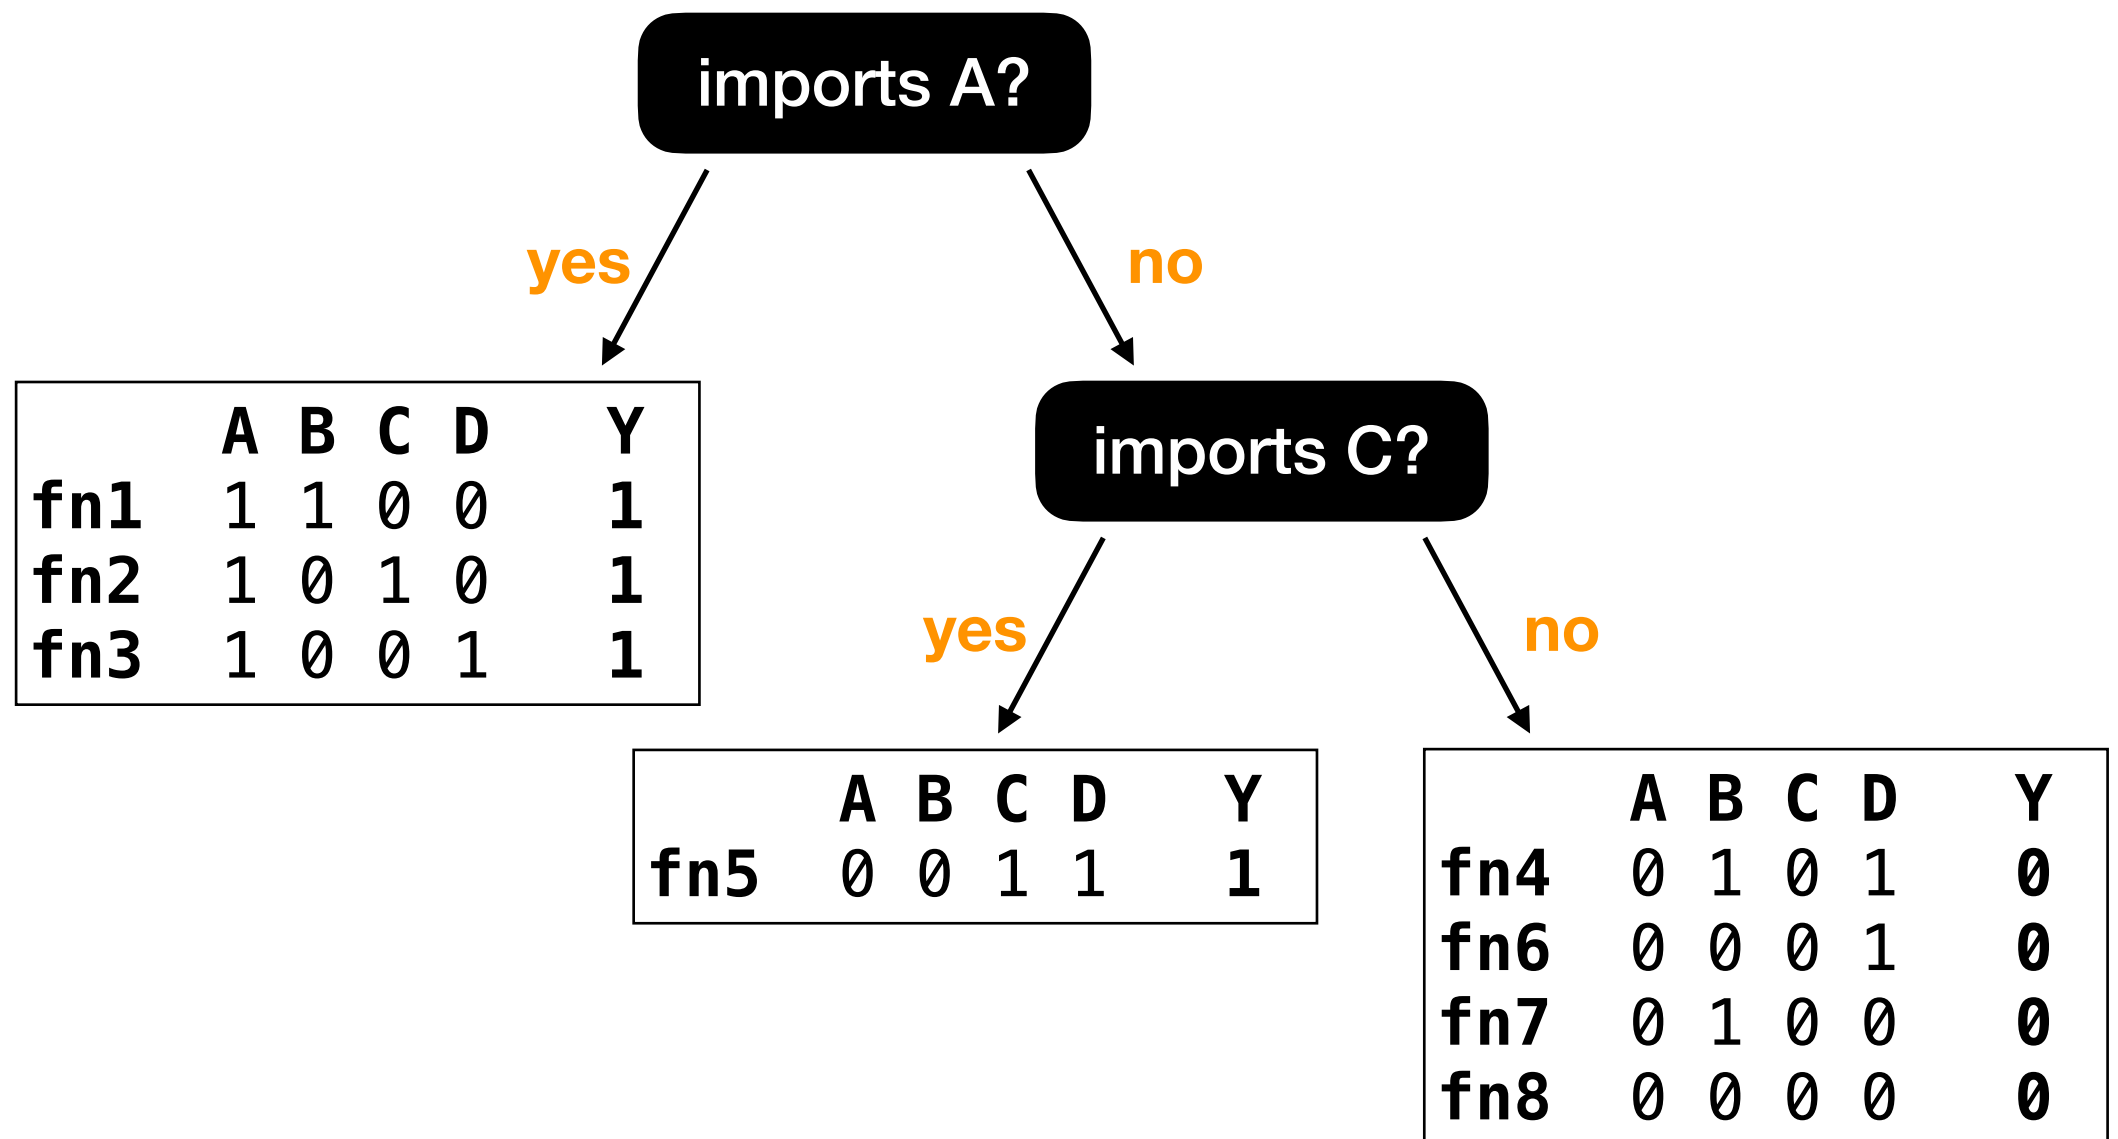 imports A?
yes
no
A B C D Y
fn1 1 1 0 0 1
fn2 1 0 1 0 1
fn3 1 0 0 1 1
imports C?
yes
no
A B C D Y
fn5 0 0 1 1 1
A B C D Y
fn4 0 1 0 1 0
fn6 0 0 0 1 0
fn7 0 1 0 0 0
fn8 0 0 0 0 0